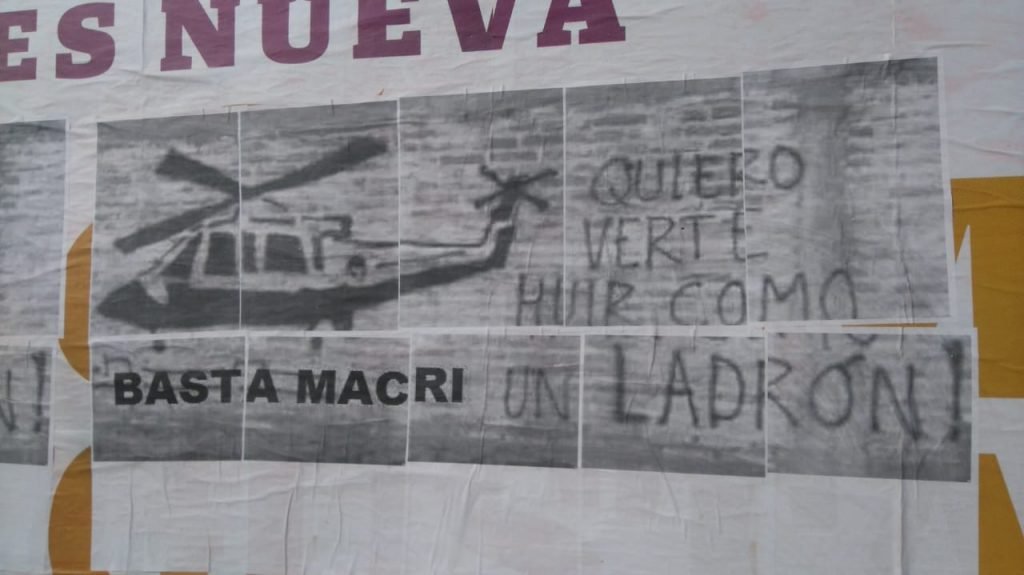 ES NUEVA
QUIERO
VERTE
HUIR COMO
BASTA MACRI UN LADRÓN!
N!